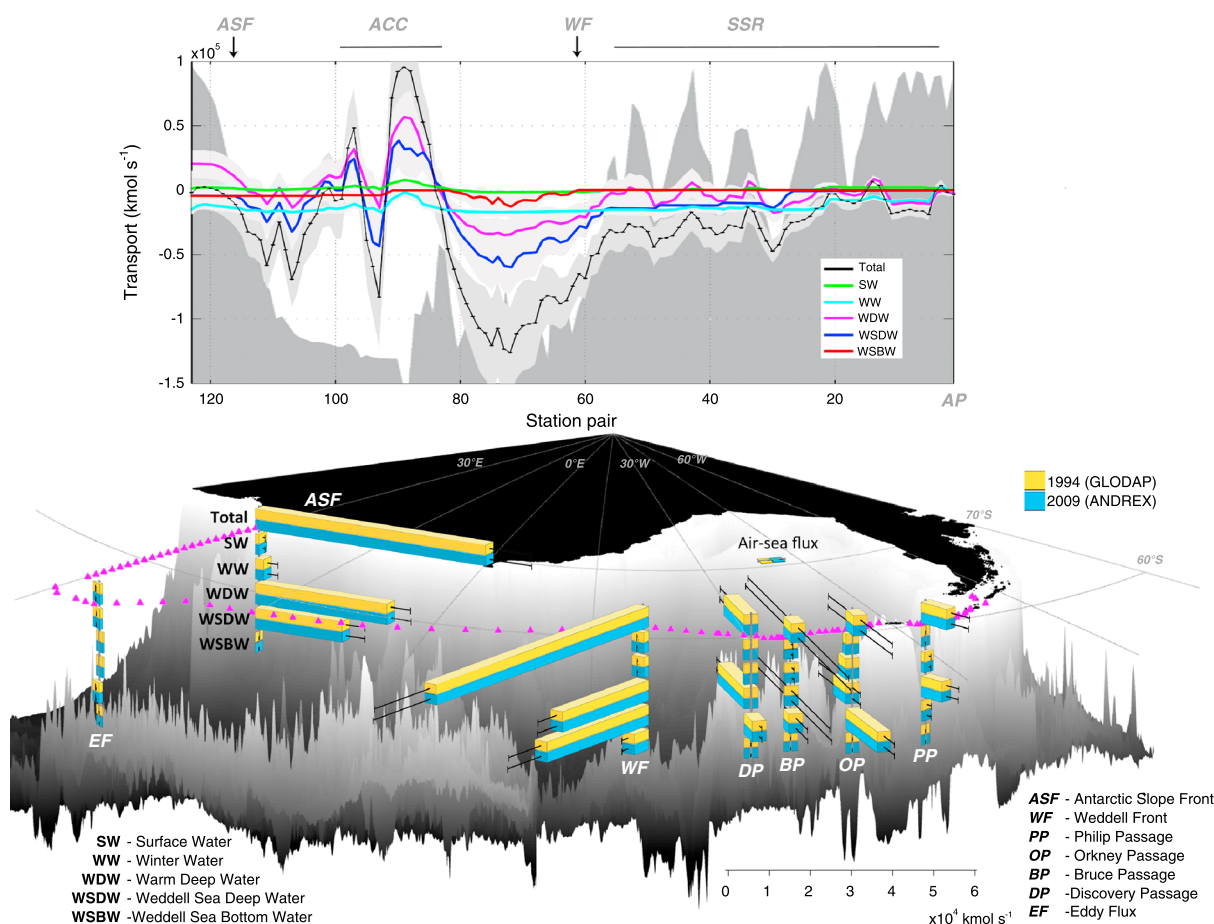 ASF ACC WF SSR
x10⁵
1
0.5
0
-0.5
-1
-1.5
Transport (kmol s⁻¹)
Total
SW
WW
WDW
WSDW
WSBW
120 100 80 60 40 20 AP
Station pair
30°E 0°E 30°W 60°W
70°S
60°S
1994 (GLODAP)
2009 (ANDREX)
ASF
Total
SW
WW
WDW
WSDW
WSBW
Air-sea flux
EF WF DP BP OP PP
SW - Surface Water
WW - Winter Water
WDW - Warm Deep Water
WSDW - Weddell Sea Deep Water
WSBW -Weddell Sea Bottom Water
0 1 2 3 4 5 6
x10⁴ kmol s⁻¹
ASF - Antarctic Slope Front
WF - Weddell Front
PP - Philip Passage
OP - Orkney Passage
BP - Bruce Passage
DP -Discovery Passage
EF -Eddy Flux